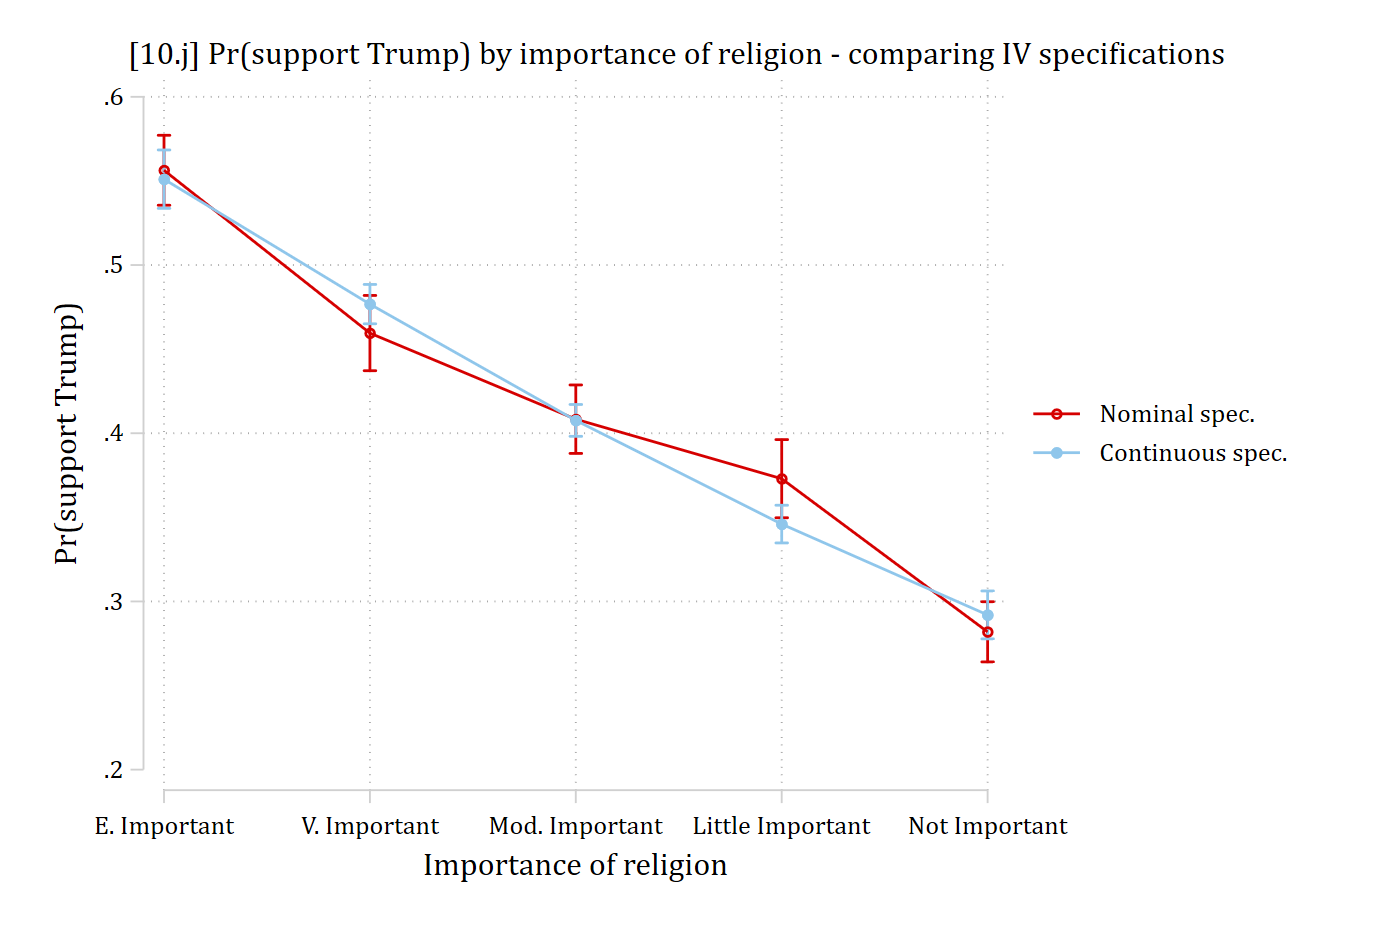 [10.j] Pr(support Trump) by importance of religion - comparing IV specifications
.6
.5
.4
.3
.2
Pr(support Trump)
E. Important
V. Important
Mod. Important
Little Important
Not Important
Importance of religion
Nominal spec.
Continuous spec.